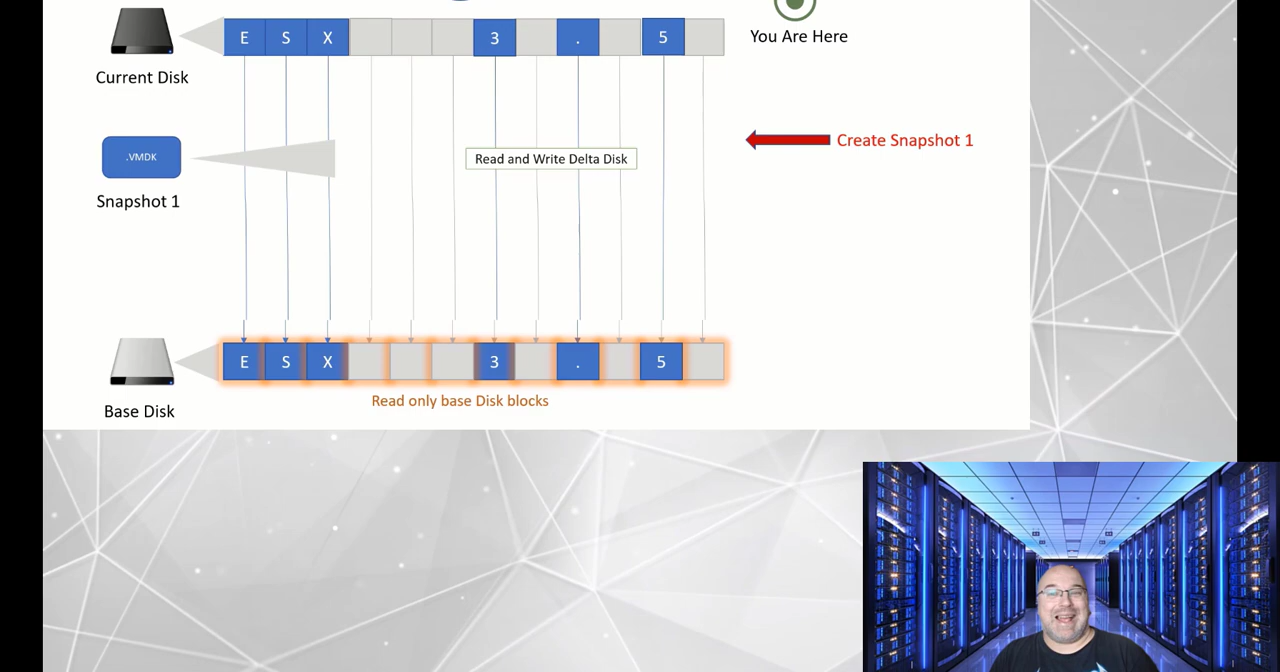 E S X 3 . 5
You Are Here
Current Disk
Create Snapshot 1
.VMDK
Read and Write Delta Disk
Snapshot 1
E S X 3 . 5
Read only base Disk blocks
Base Disk